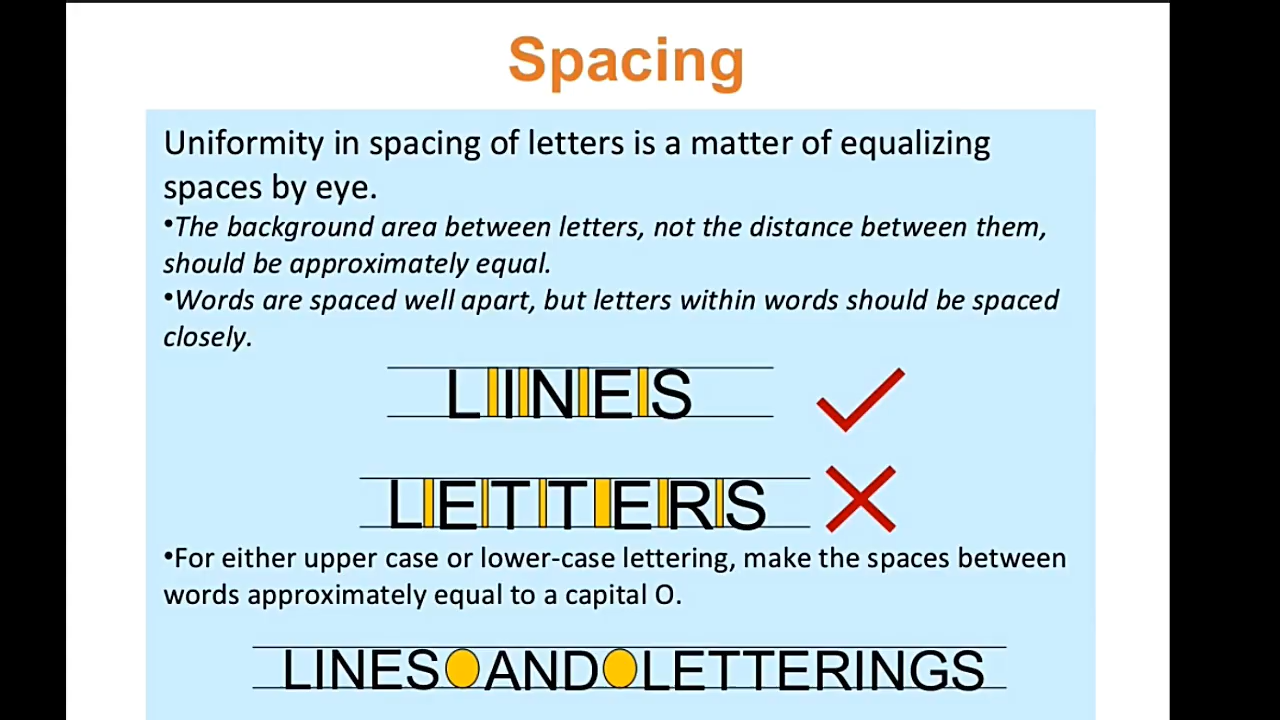 Spacing
Uniformity in spacing of letters is a matter of equalizing
spaces by eye.
•The background area between letters, not the distance between them,
should be approximately equal.
•Words are spaced well apart, but letters within words should be spaced
closely.
LINES
LETTERS
•For either upper case or lower-case lettering, make the spaces between
words approximately equal to a capital O.
LINES AND LETTERINGS